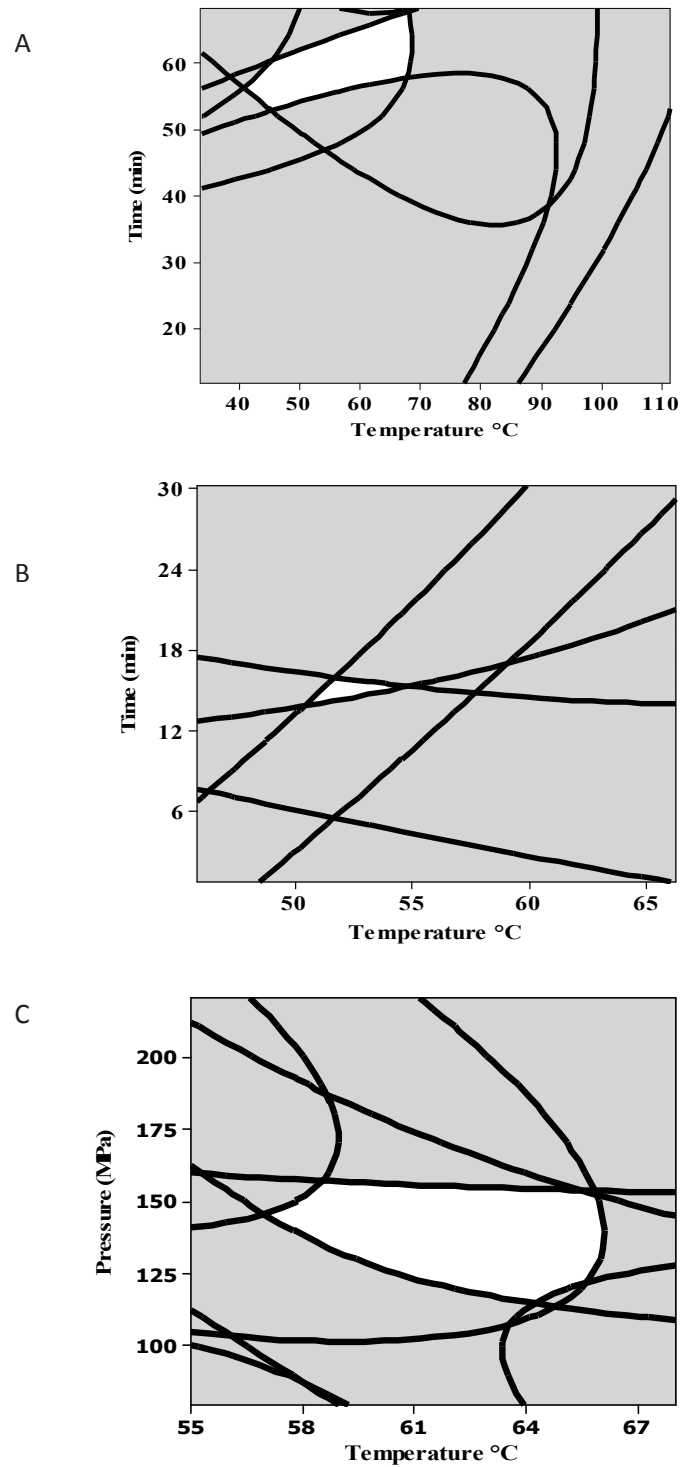 A
Time (min)
60
50
40
30
20
40 50 60 70 80 90 100 110
Temperature °C
B
Time (min)
30
24
18
12
6
50 55 60 65
Temperature °C
C
Pressure (MPa)
200
175
150
125
100
55 58 61 64 67
Temperature °C